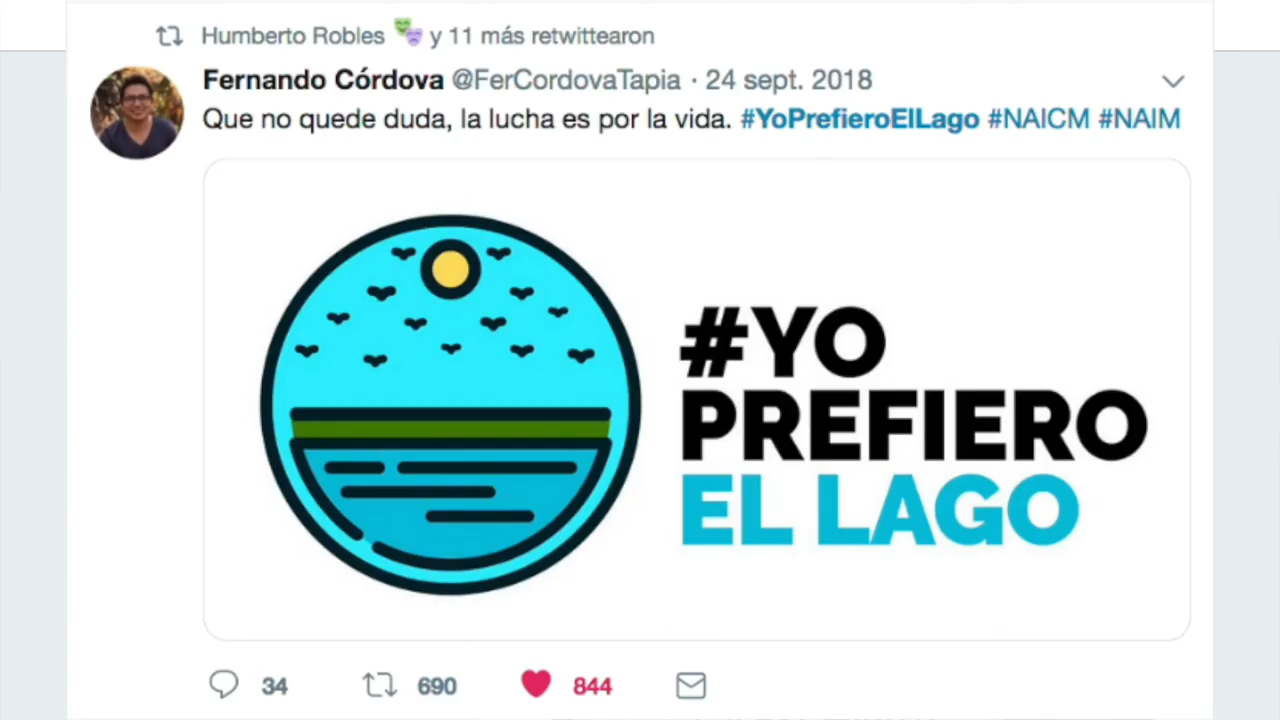 Humberto Robles 🎭 y 11 más retwittearon
Fernando Córdova @FerCordovaTapia · 24 sept. 2018
Que no quede duda, la lucha es por la vida. #YoPrefieroElLago #NAICM #NAIM
#YO
PREFIERO
EL LAGO
34 690 844